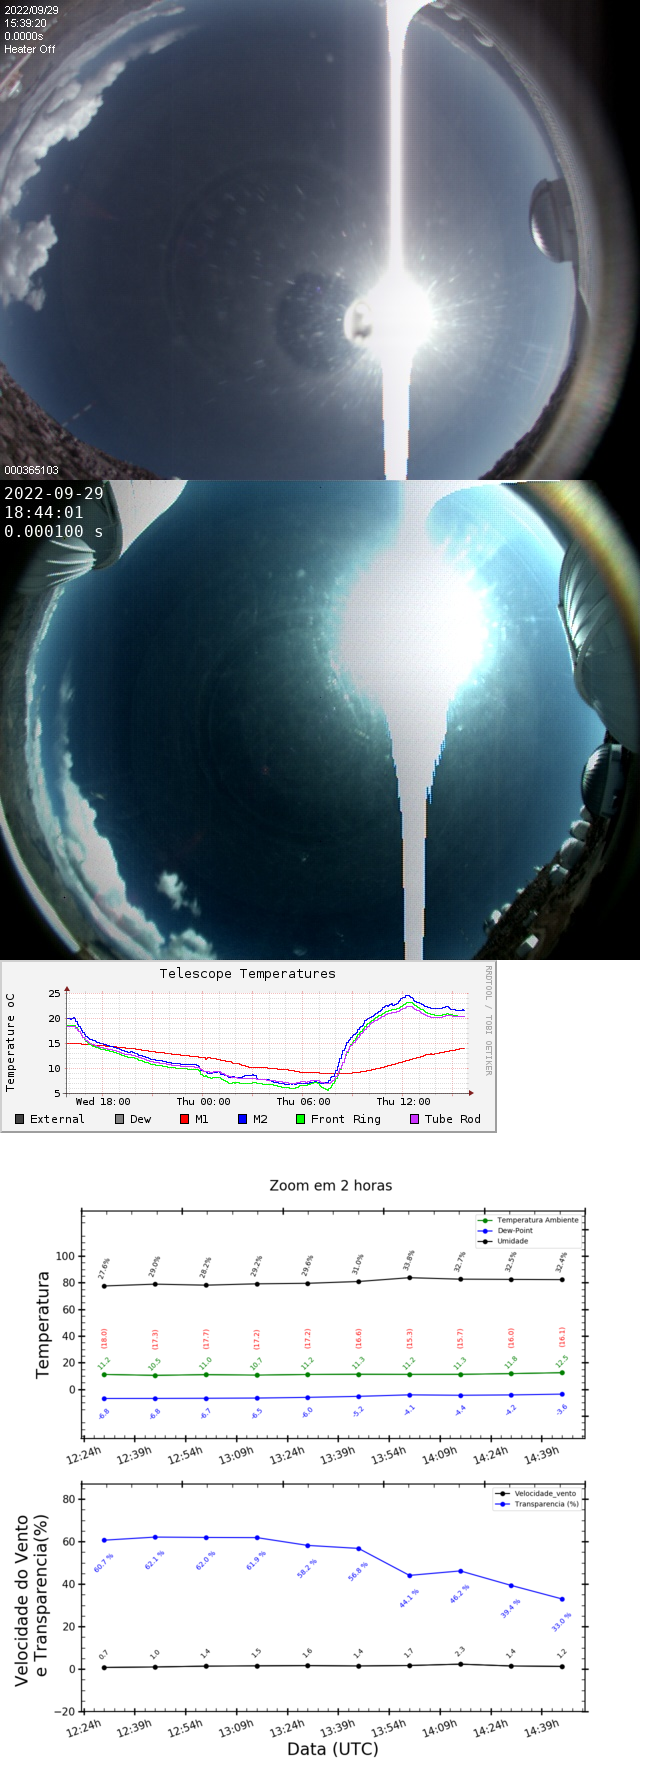 2022/09/29
15:39:20
0.0000s
Heater Off
000365103
2022-09-29
18:44:01
0.000100 s
Telescope Temperatures
RRDTOOL / TOBI OETIKER
Temperature oC
25
20
15
10
5
Wed 18:00 Thu 00:00 Thu 06:00 Thu 12:00
External Dew M1 M2 Front Ring Tube Rod
Zoom em 2 horas
Temperatura
Temperatura Ambiente
Dew-Point
Umidade
100
80
60
40
20
0
27.6% 29.0% 28.2% 29.2% 29.6% 31.0% 33.8% 32.7% 32.5% 32.4%
(18.0) (17.3) (17.7) (17.2) (17.2) (16.6) (15.3) (15.7) (16.0) (16.1)
11.2 10.5 11.0 10.7 11.2 11.3 11.2 11.3 11.8 12.5
-6.8 -6.8 -6.7 -6.5 -6.0 -5.2 -4.1 -4.4 -4.2 -3.6
12:24h 12:39h 12:54h 13:09h 13:24h 13:39h 13:54h 14:09h 14:24h 14:39h
Velocidade do Vento
e Transparencia(%)
Velocidade_vento
Transparencia (%)
80
60
40
20
0
−20
60.7 % 62.1 % 62.0 % 61.9 % 58.2 % 56.8 % 44.1 % 46.2 % 39.4 % 33.0 %
0.7 1.0 1.4 1.5 1.6 1.4 1.7 2.3 1.4 1.2
12:24h 12:39h 12:54h 13:09h 13:24h 13:39h 13:54h 14:09h 14:24h 14:39h
Data (UTC)